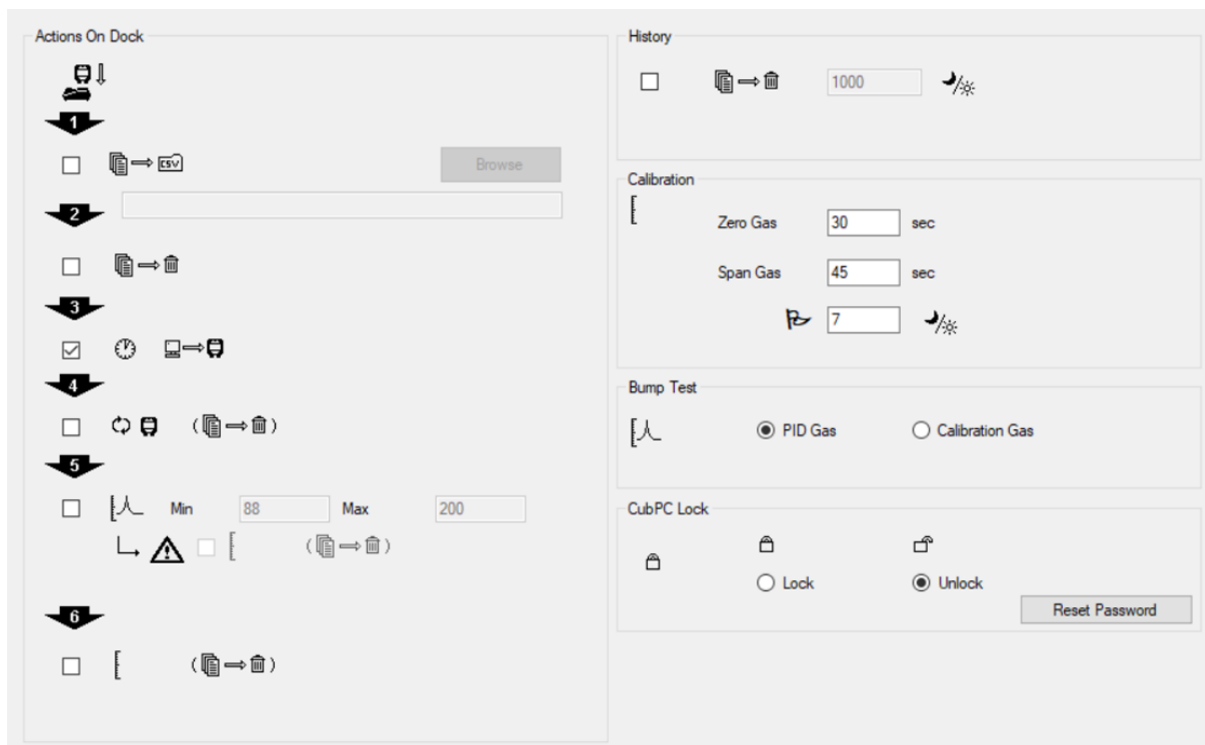 Actions On Dock
1
CSV
Browse
2
3
4
5
Min 88 Max 200
( )
6
( )
History
1000
Calibration
Zero Gas 30 sec
Span Gas 45 sec
7
Bump Test
PID Gas Calibration Gas
CubPC Lock
Lock Unlock
Reset Password